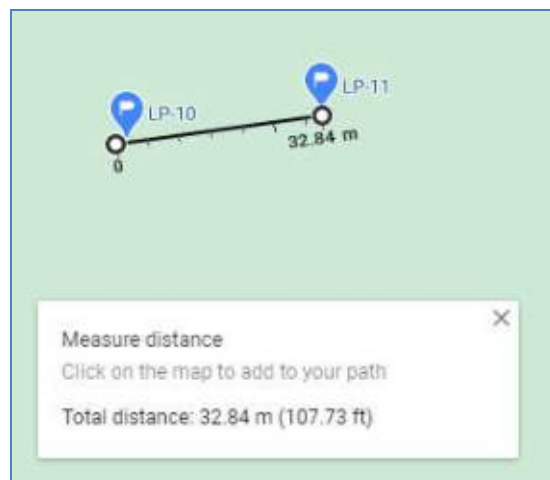 LP-11
LP-10
32.84 m
0
Measure distance
Click on the map to add to your path
Total distance: 32.84 m (107.73 ft)